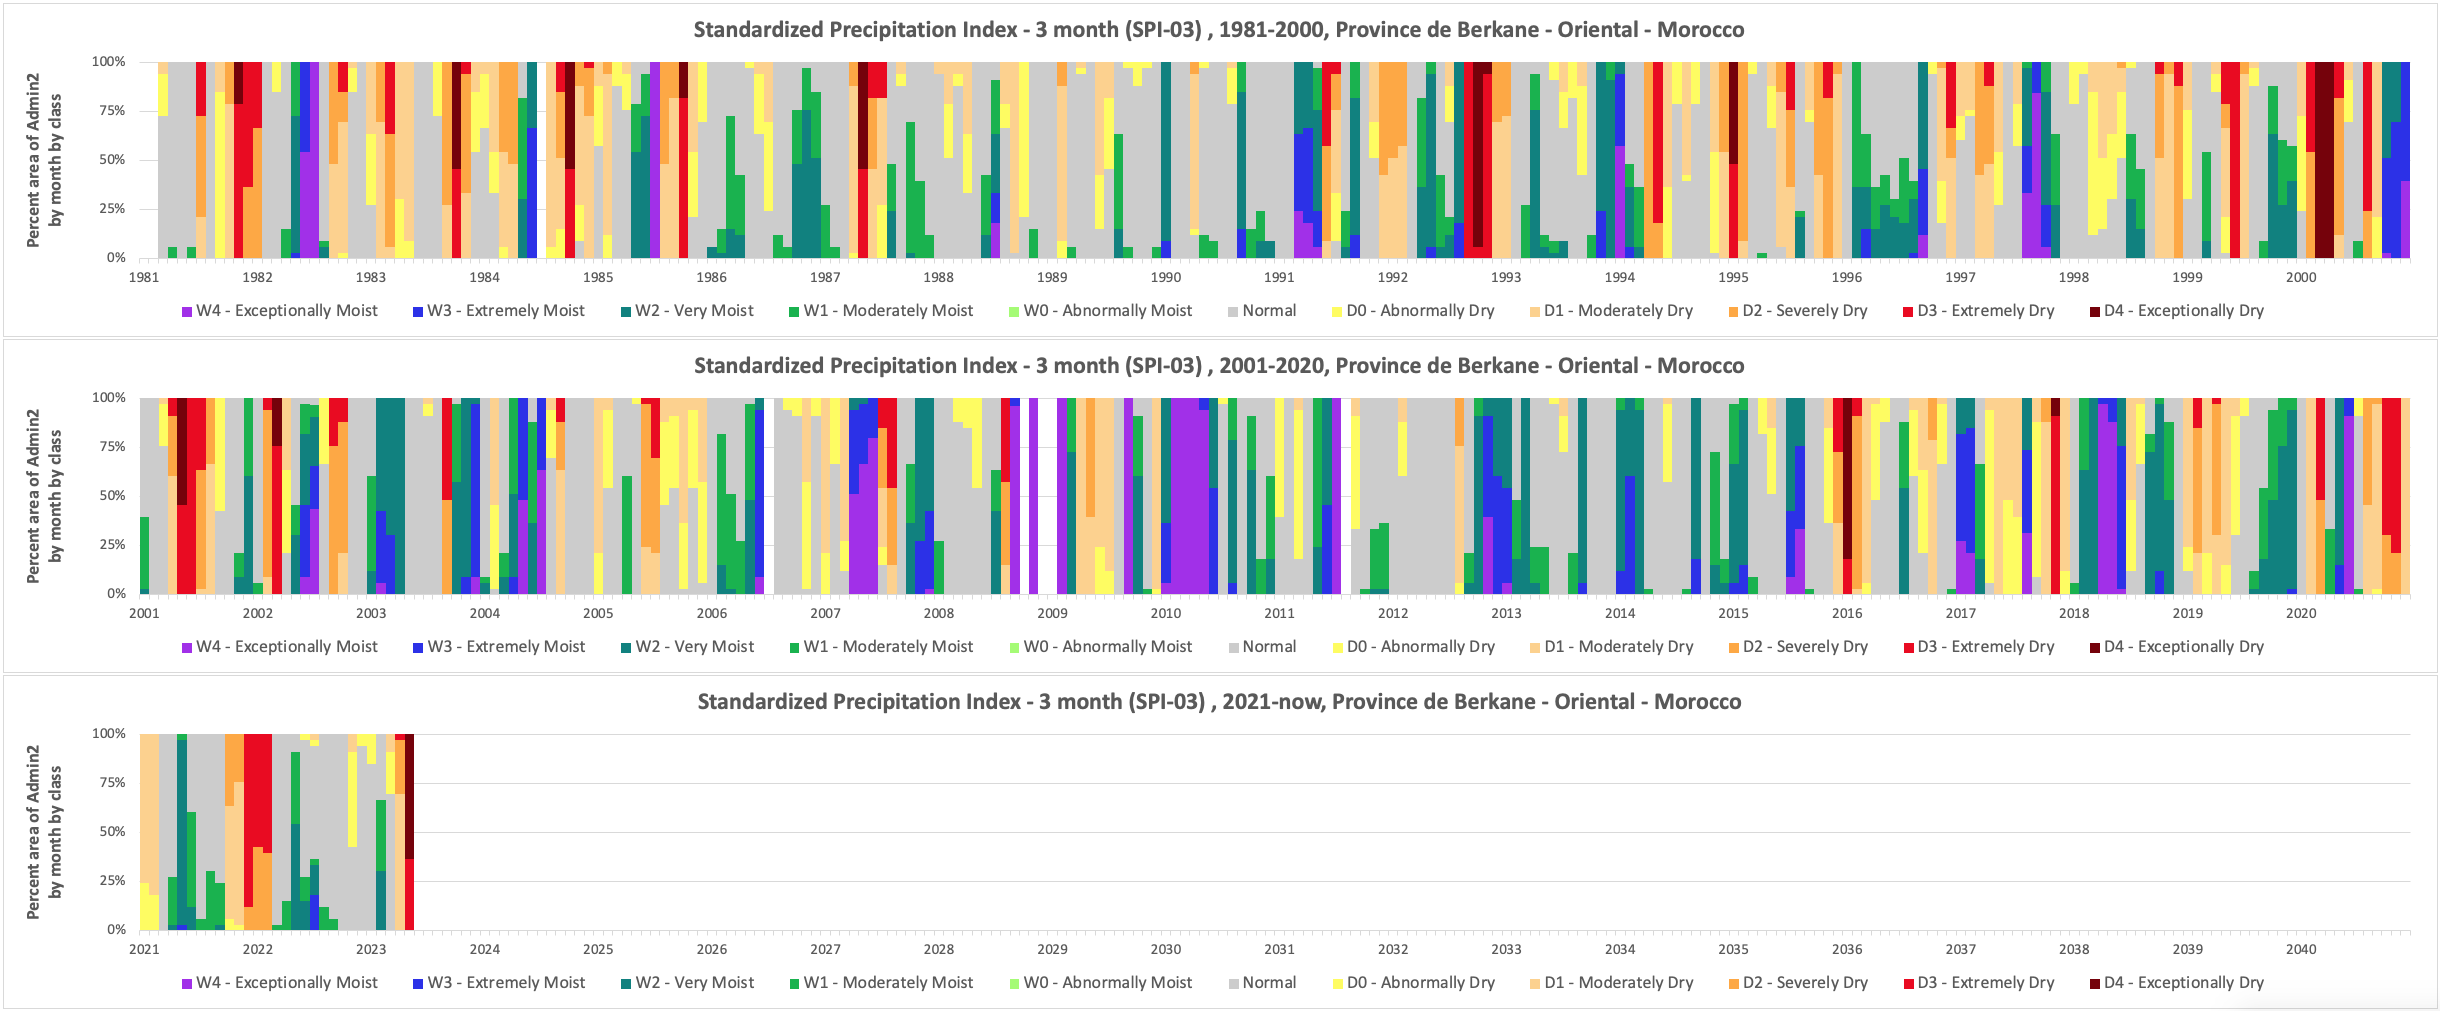 Standardized Precipitation Index - 3 month (SPI-03) , 1981-2000, Province de Berkane - Oriental - Morocco
Percent area of Admin2
by month by class
100%
75%
50%
25%
0%
1981 1982 1983 1984 1985 1986 1987 1988 1989 1990 1991 1992 1993 1994 1995 1996 1997 1998 1999 2000
W4 - Exceptionally Moist W3 - Extremely Moist W2 - Very Moist W1 - Moderately Moist W0 - Abnormally Moist Normal D0 - Abnormally Dry D1 - Moderately Dry D2 - Severely Dry D3 - Extremely Dry D4 - Exceptionally Dry
Standardized Precipitation Index - 3 month (SPI-03) , 2001-2020, Province de Berkane - Oriental - Morocco
Percent area of Admin2
by month by class
100%
75%
50%
25%
0%
2001 2002 2003 2004 2005 2006 2007 2008 2009 2010 2011 2012 2013 2014 2015 2016 2017 2018 2019 2020
W4 - Exceptionally Moist W3 - Extremely Moist W2 - Very Moist W1 - Moderately Moist W0 - Abnormally Moist Normal D0 - Abnormally Dry D1 - Moderately Dry D2 - Severely Dry D3 - Extremely Dry D4 - Exceptionally Dry
Standardized Precipitation Index - 3 month (SPI-03) , 2021-now, Province de Berkane - Oriental - Morocco
Percent area of Admin2
by month by class
100%
75%
50%
25%
0%
2021 2022 2023 2024 2025 2026 2027 2028 2029 2030 2031 2032 2033 2034 2035 2036 2037 2038 2039 2040
W4 - Exceptionally Moist W3 - Extremely Moist W2 - Very Moist W1 - Moderately Moist W0 - Abnormally Moist Normal D0 - Abnormally Dry D1 - Moderately Dry D2 - Severely Dry D3 - Extremely Dry D4 - Exceptionally Dry